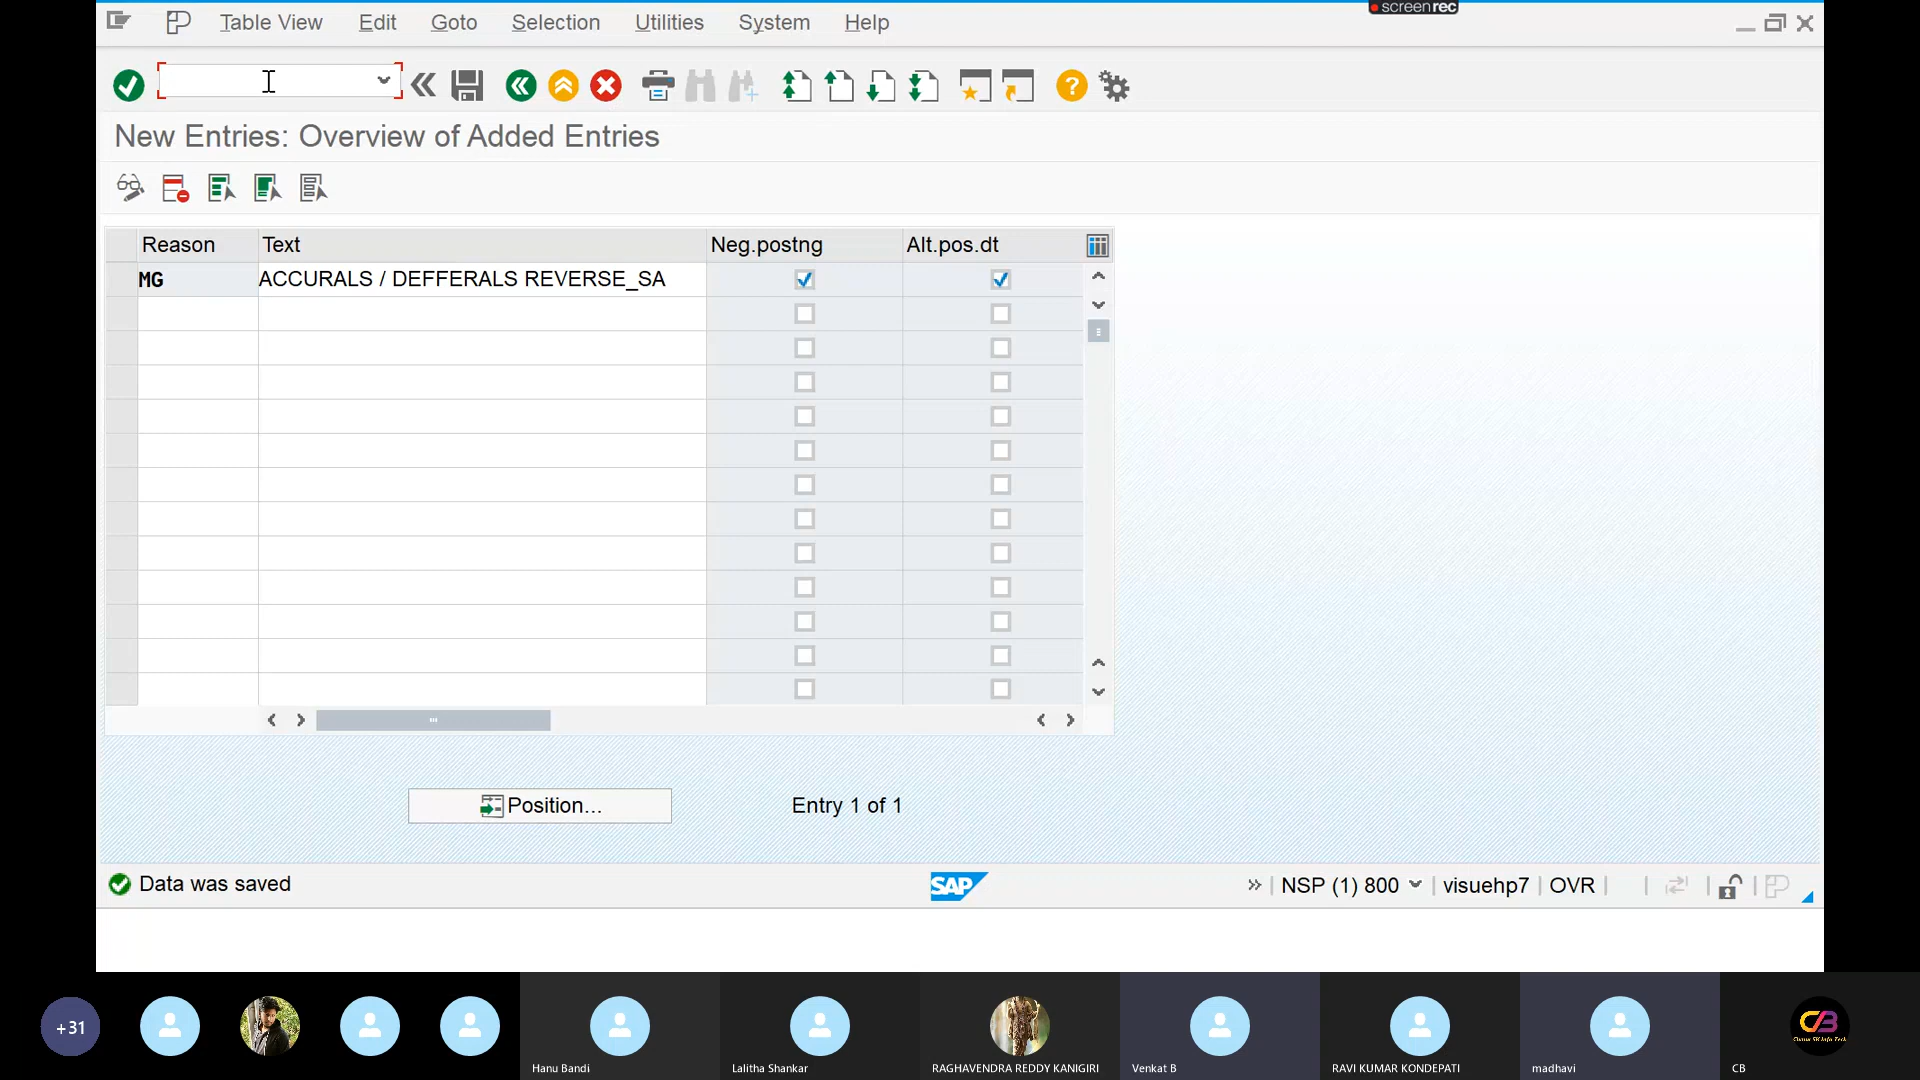 screenrec
Table View Edit Goto Selection Utilities System Help
New Entries: Overview of Added Entries
Reason Text Neg.postng Alt.pos.dt
MG ACCURALS / DEFFERALS REVERSE_SA
Position... Entry 1 of 1
Data was saved SAP NSP (1) 800 visuehp7 OVR
+31
CB
Hanu Bandi Lalitha Shankar RAGHAVENDRA REDDY KANIGIRI Venkat B RAVI KUMAR KONDEPATI madhavi CB